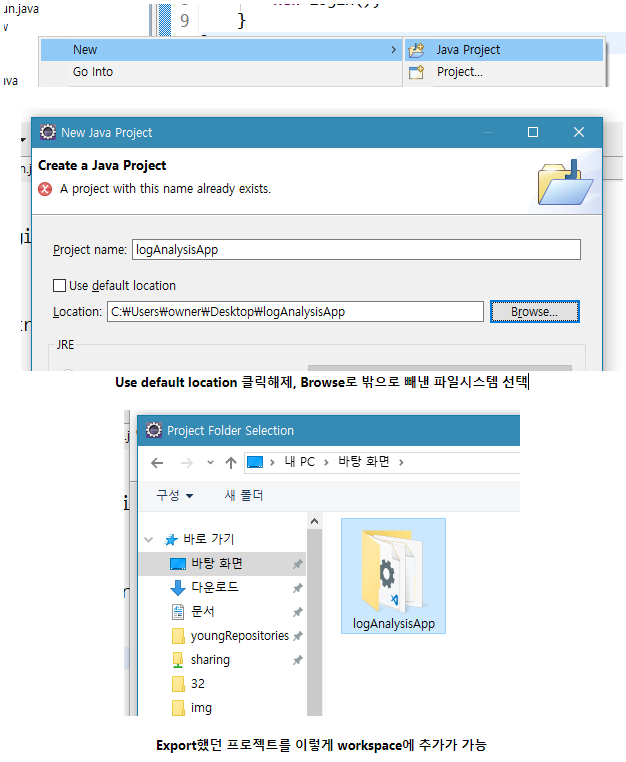 un.java
9
}
New
Java Project
Go Into
Project...
ava
New Java Project
Create a Java Project
A project with this name already exists.
Project name: logAnalysisApp
Use default location
Location: C:₩Users₩owner₩Desktop₩logAnalysisApp
Browse...
JRE
Use default location 클릭해제, Browse로 밖으로 빼낸 파일시스템 선택
Project Folder Selection
내 PC 바탕 화면
구성 새 폴더
바로 가기
바탕 화면
다운로드
문서
youngRepositories
sharing
32
img
logAnalysisApp
Export했던 프로젝트를 이렇게 workspace에 추가가 가능